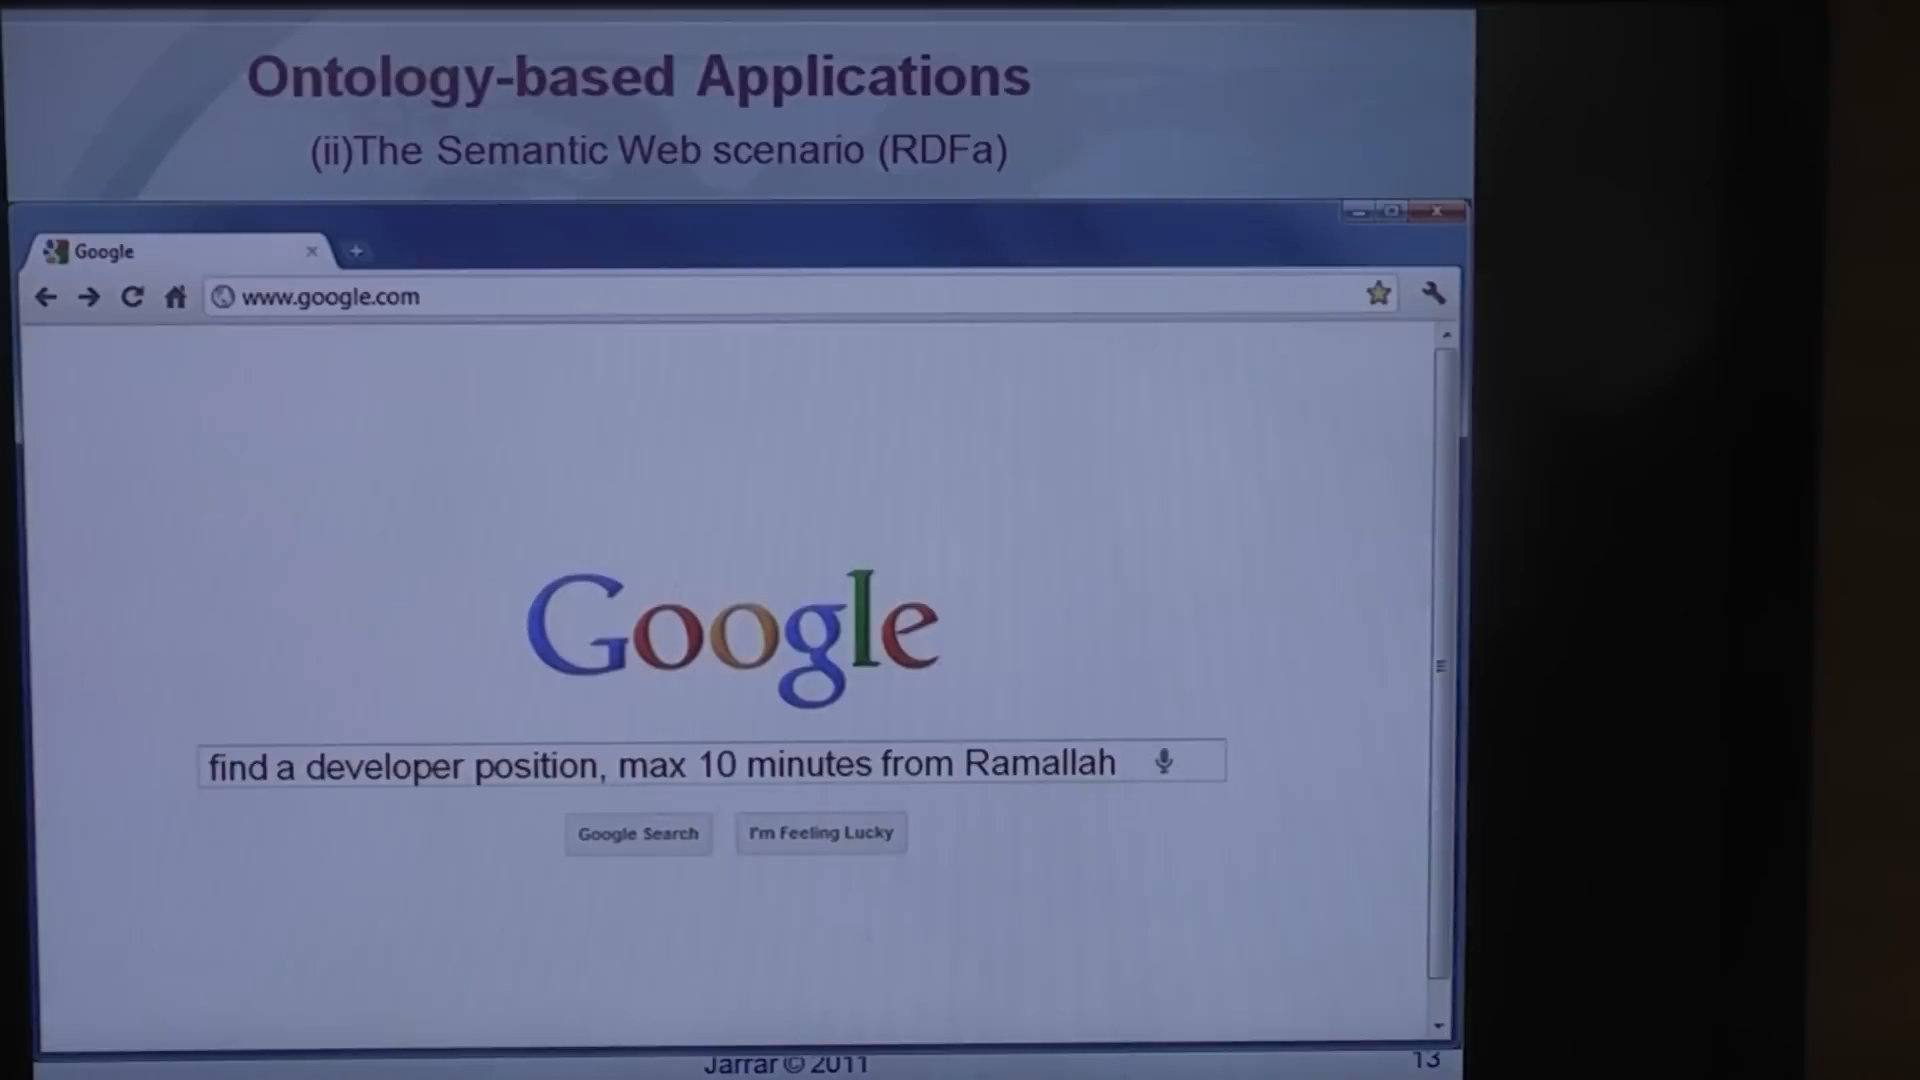 Ontology-based Applications
(ii)The Semantic Web scenario (RDFa)
Google
www.google.com
Google
find a developer position, max 10 minutes from Ramallah
Google Search
I'm Feeling Lucky
Jarrar © 2011
13